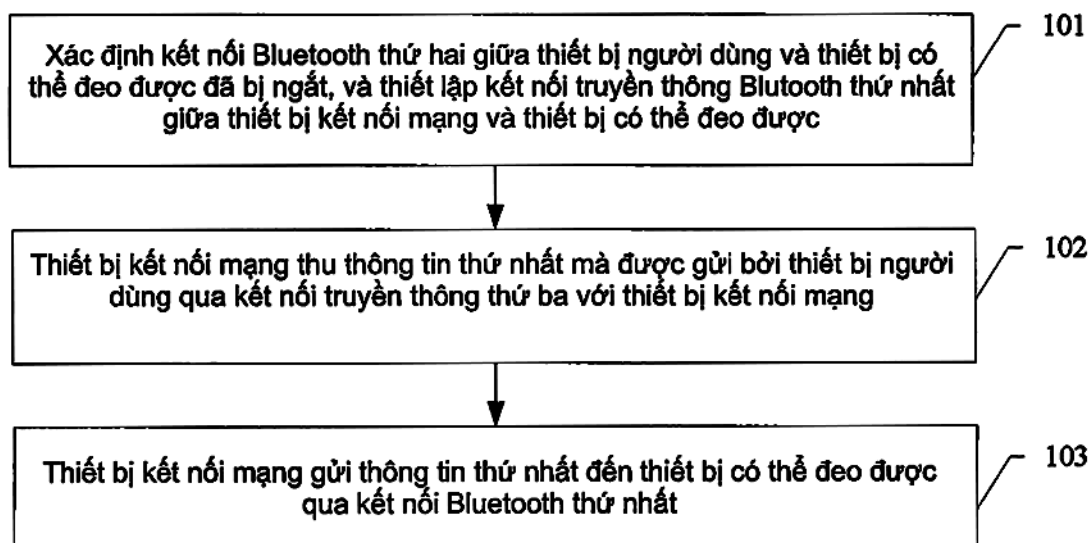 101
Xác định kết nối Bluetooth thứ hai giữa thiết bị người dùng và thiết bị có
thể đeo được đã bị ngắt, và thiết lập kết nối truyền thông Blutooth thứ nhất
giữa thiết bị kết nối mạng và thiết bị có thể đeo được
102
Thiết bị kết nối mạng thu thông tin thứ nhất mà được gửi bởi thiết bị người
dùng qua kết nối truyền thông thứ ba với thiết bị kết nối mạng
103
Thiết bị kết nối mạng gửi thông tin thứ nhất đến thiết bị có thể đeo được
qua kết nối Bluetooth thứ nhất